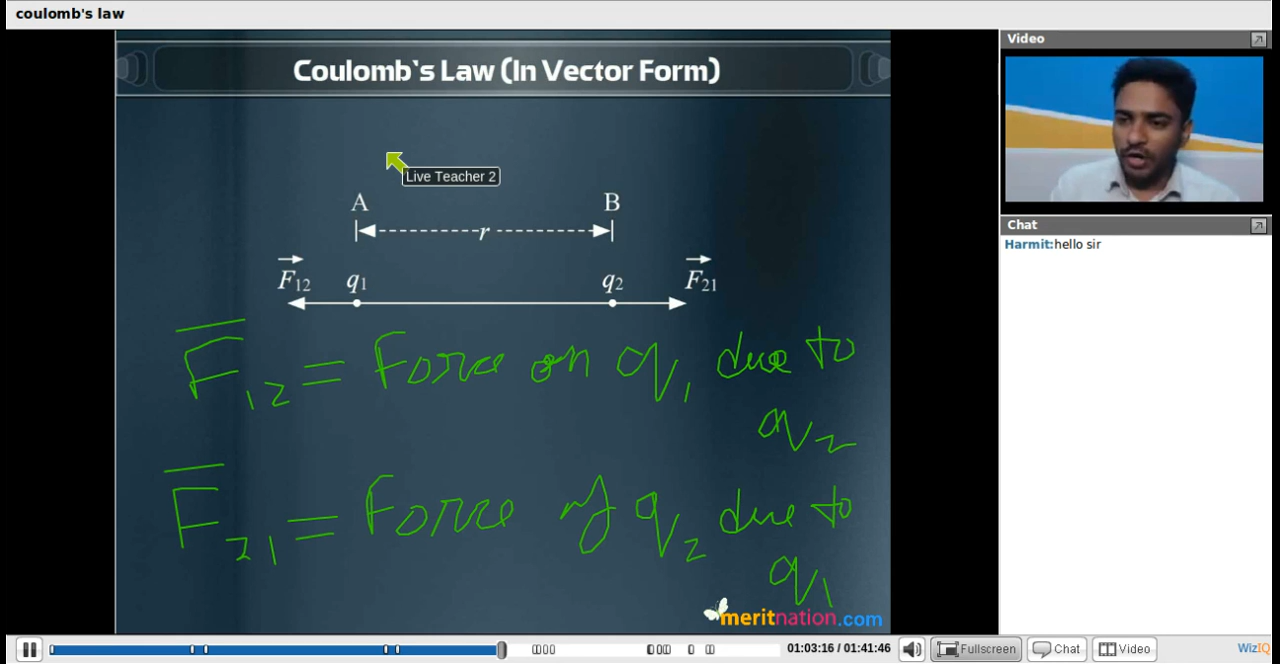 coulomb's law
Coulomb's Law (In Vector Form)
Live Teacher 2
A B
r
F12 q1 q2 F21
F12 = Force on q1 due to
q2
F21 = Force of q2 due to
q1
meritnation.com
01:03:16 / 01:41:46
Fullscreen
Chat
Video
WizIQ
Video
Chat
Harmit:hello sir